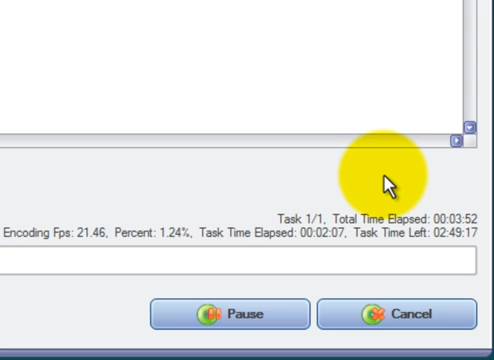 Task 1/1, Total Time Elapsed: 00:03:52
Encoding Fps: 21.46, Percent: 1.24%, Task Time Elapsed: 00:02:07, Task Time Left: 02:49:17
Pause Cancel